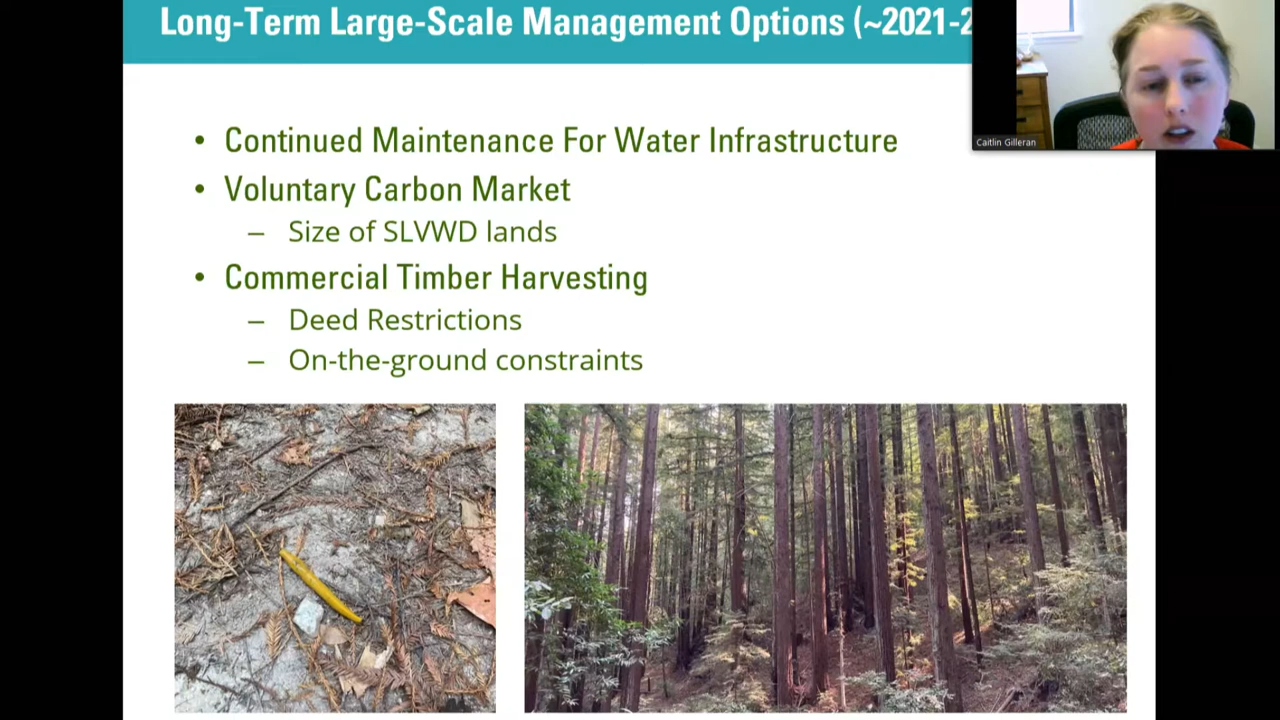 Long-Term Large-Scale Management Options (~2021-2
Caitlin Gilleran
• Continued Maintenance For Water Infrastructure
• Voluntary Carbon Market
– Size of SLVWD lands
• Commercial Timber Harvesting
– Deed Restrictions
– On-the-ground constraints